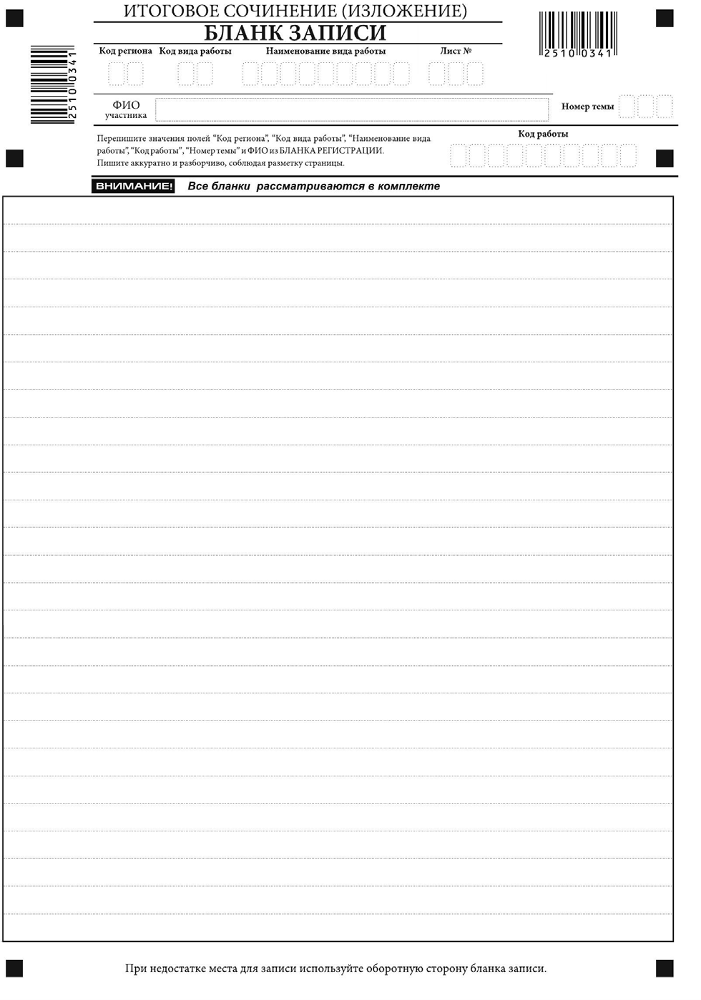 ИТОГОВОЕ СОЧИНЕНИЕ (ИЗЛОЖЕНИЕ)
БЛАНК ЗАПИСИ
Код региона Код вида работы Наименование вида работы Лист №
2510 0341
2510 0341
ФИО
участника
Номер темы
Код работы
Перепишите значения полей “Код региона”, “Код вида работы”, “Наименование вида
работы”, “Код работы”, “Номер темы” и ФИО из БЛАНКА РЕГИСТРАЦИИ.
Пишите аккуратно и разборчиво, соблюдая разметку страницы.
ВНИМАНИЕ! Все бланки рассматриваются в комплекте
При недостатке места для записи используйте оборотную сторону бланка записи.